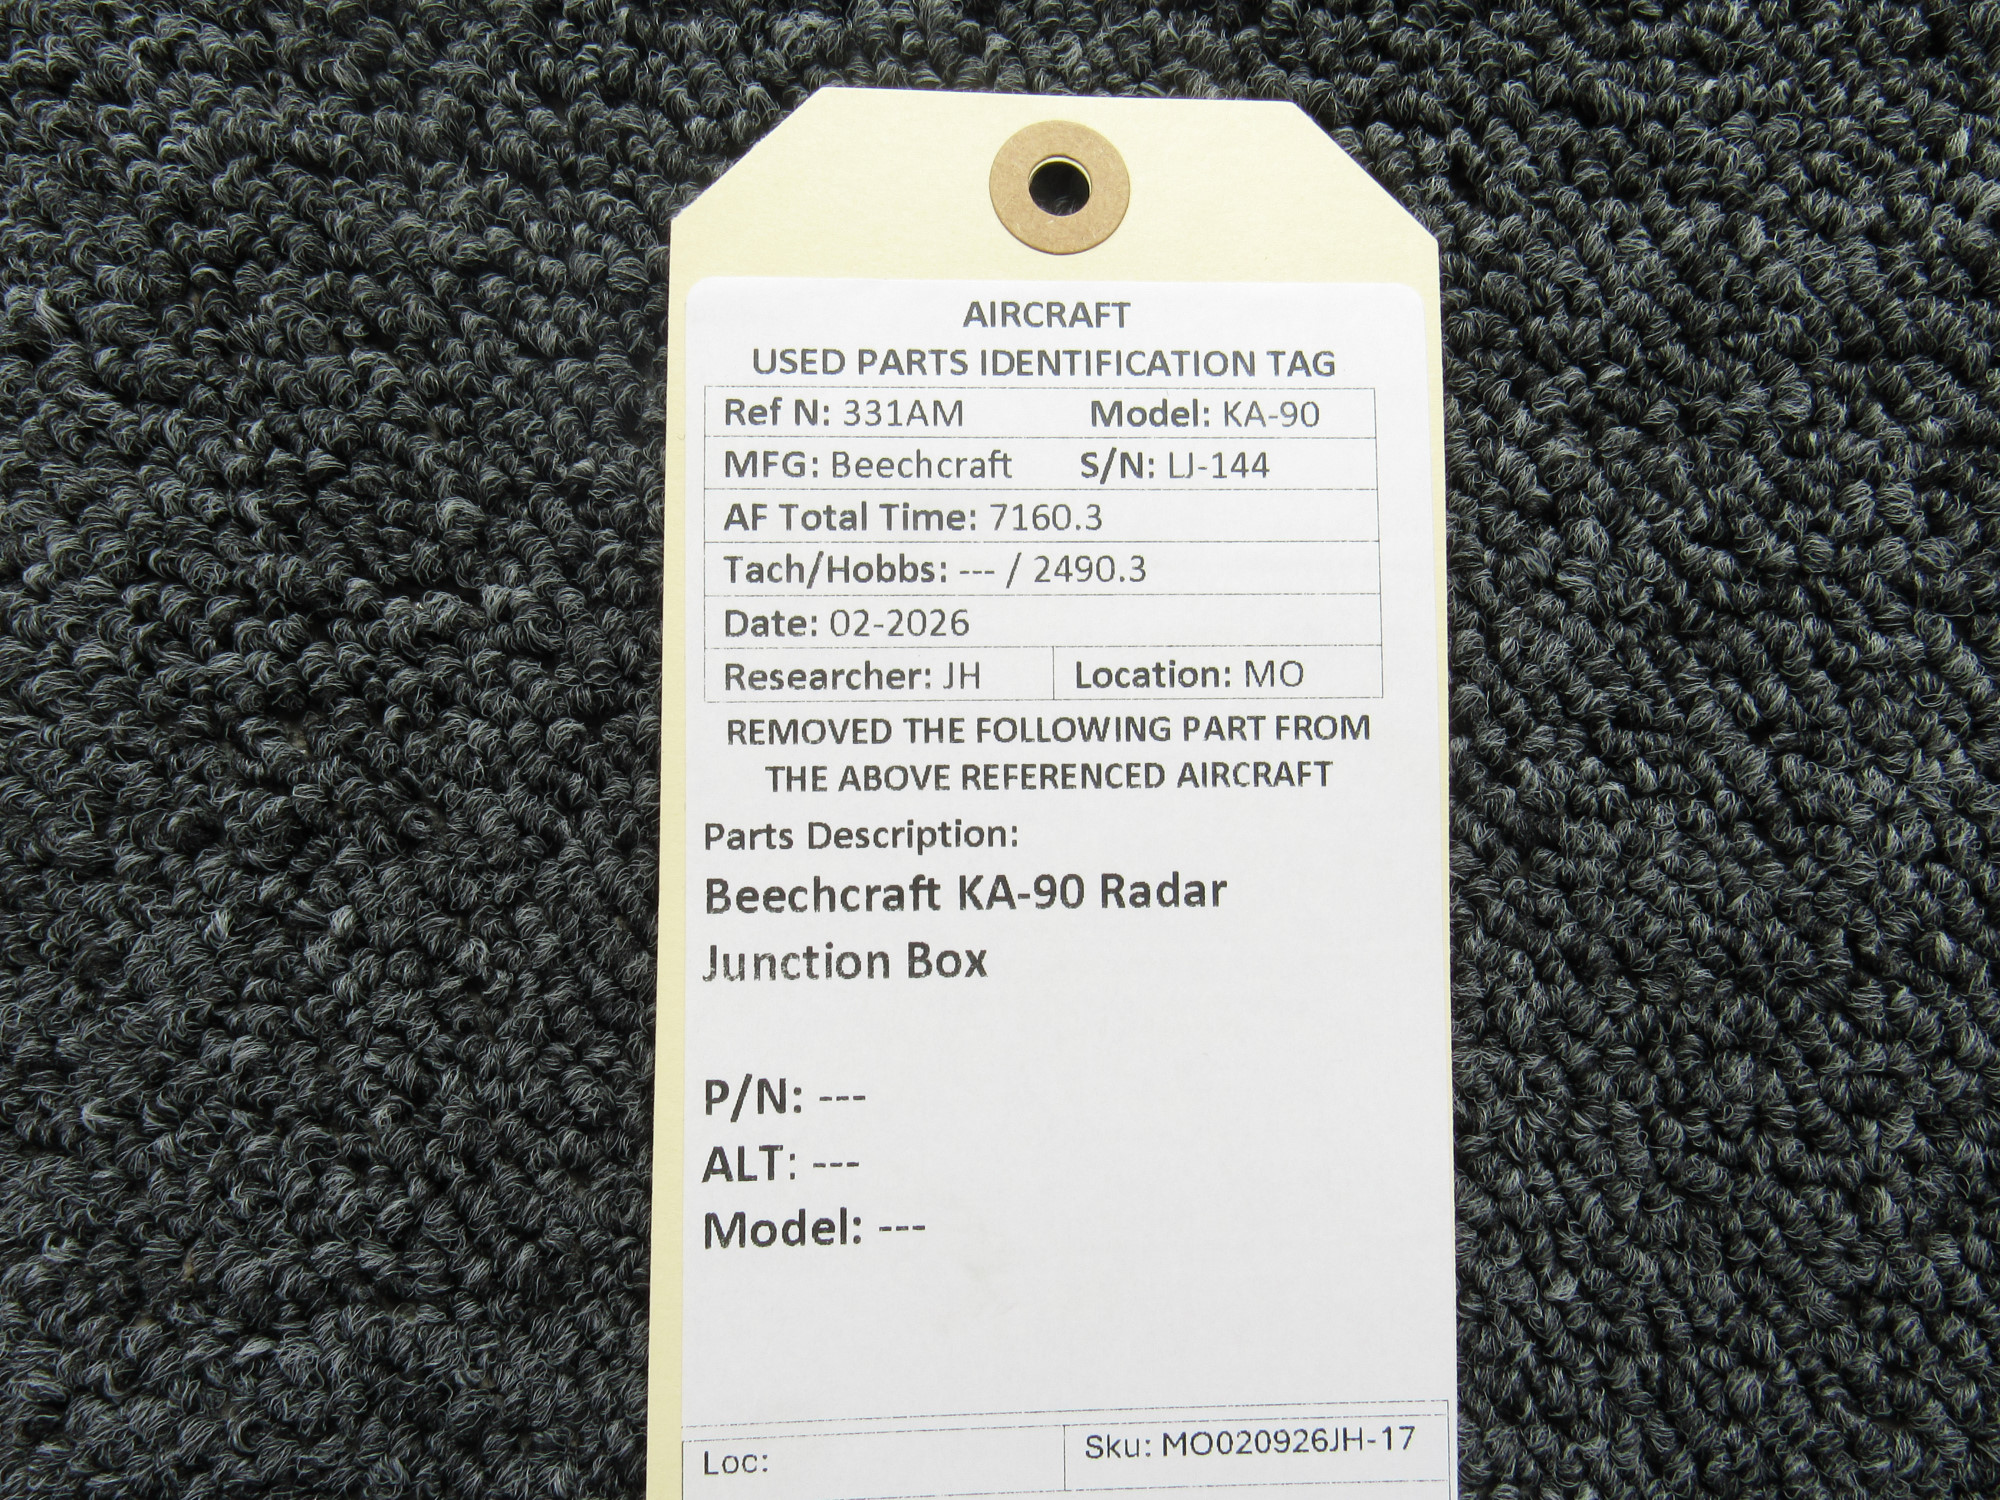 AIRCRAFT
USED PARTS IDENTIFICATION TAG
Ref N: 331AM Model: KA-90
MFG: Beechcraft S/N: LJ-144
AF Total Time: 7160.3
Tach/Hobbs: --- / 2490.3
Date: 02-2026
Researcher: JH Location: MO
REMOVED THE FOLLOWING PART FROM
THE ABOVE REFERENCED AIRCRAFT
Parts Description:
Beechcraft KA-90 Radar
Junction Box
P/N: ---
ALT: ---
Model: ---
Loc: Sku: MO020926JH-17